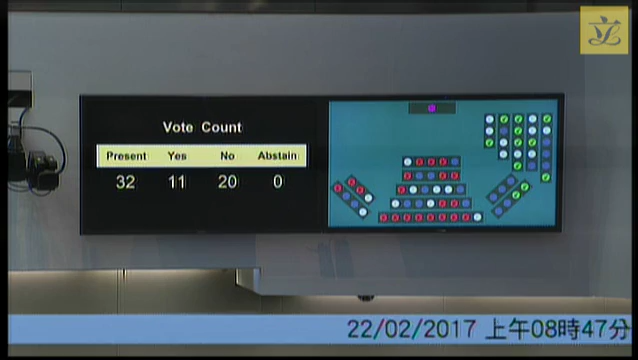 Vote Count
Present Yes No Abstain
32 11 20 0
22/02/2017 上午08時47分